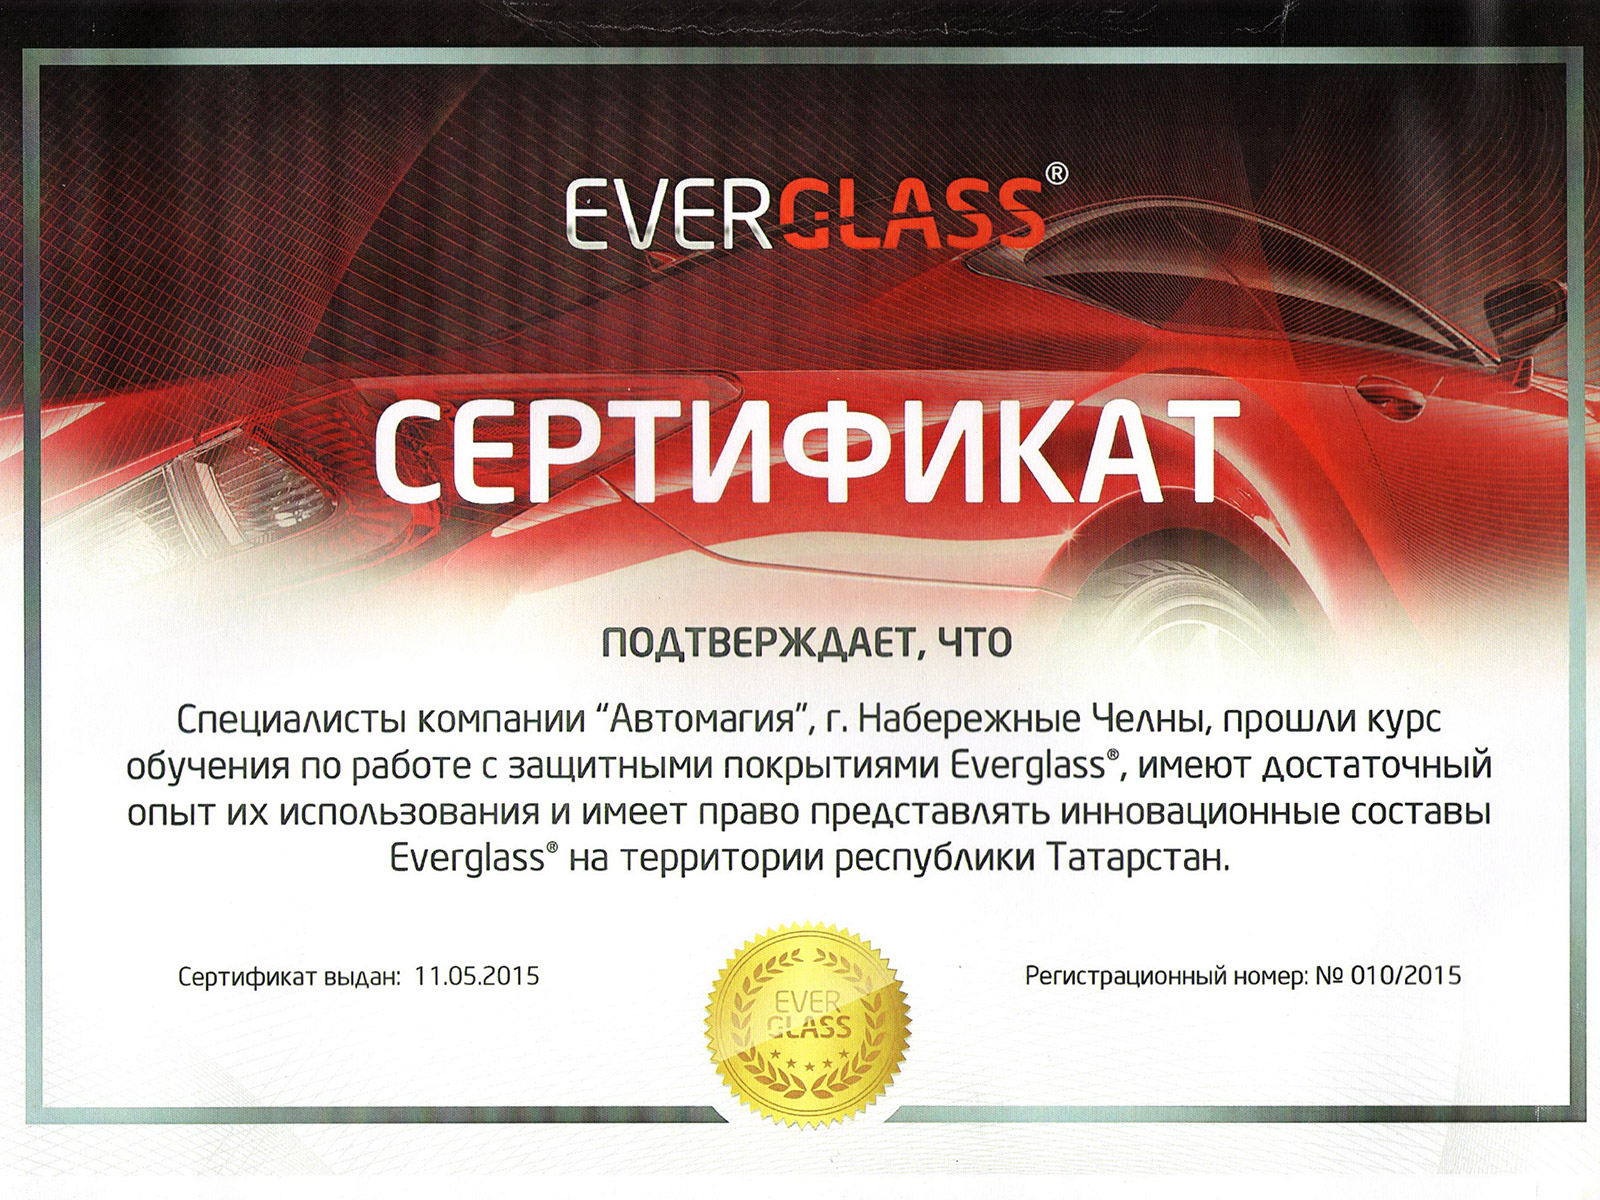 EVERGLASS®
СЕРТИФИКАТ
ПОДТВЕРЖДАЕТ, ЧТО
Специалисты компании “Автомагия”, г. Набережные Челны, прошли курс
обучения по работе с защитными покрытиями Everglass®, имеют достаточный
опыт их использования и имеет право представлять инновационные составы
Everglass® на территории республики Татарстан.
Сертификат выдан: 11.05.2015
Регистрационный номер: № 010/2015
EVER
GLASS